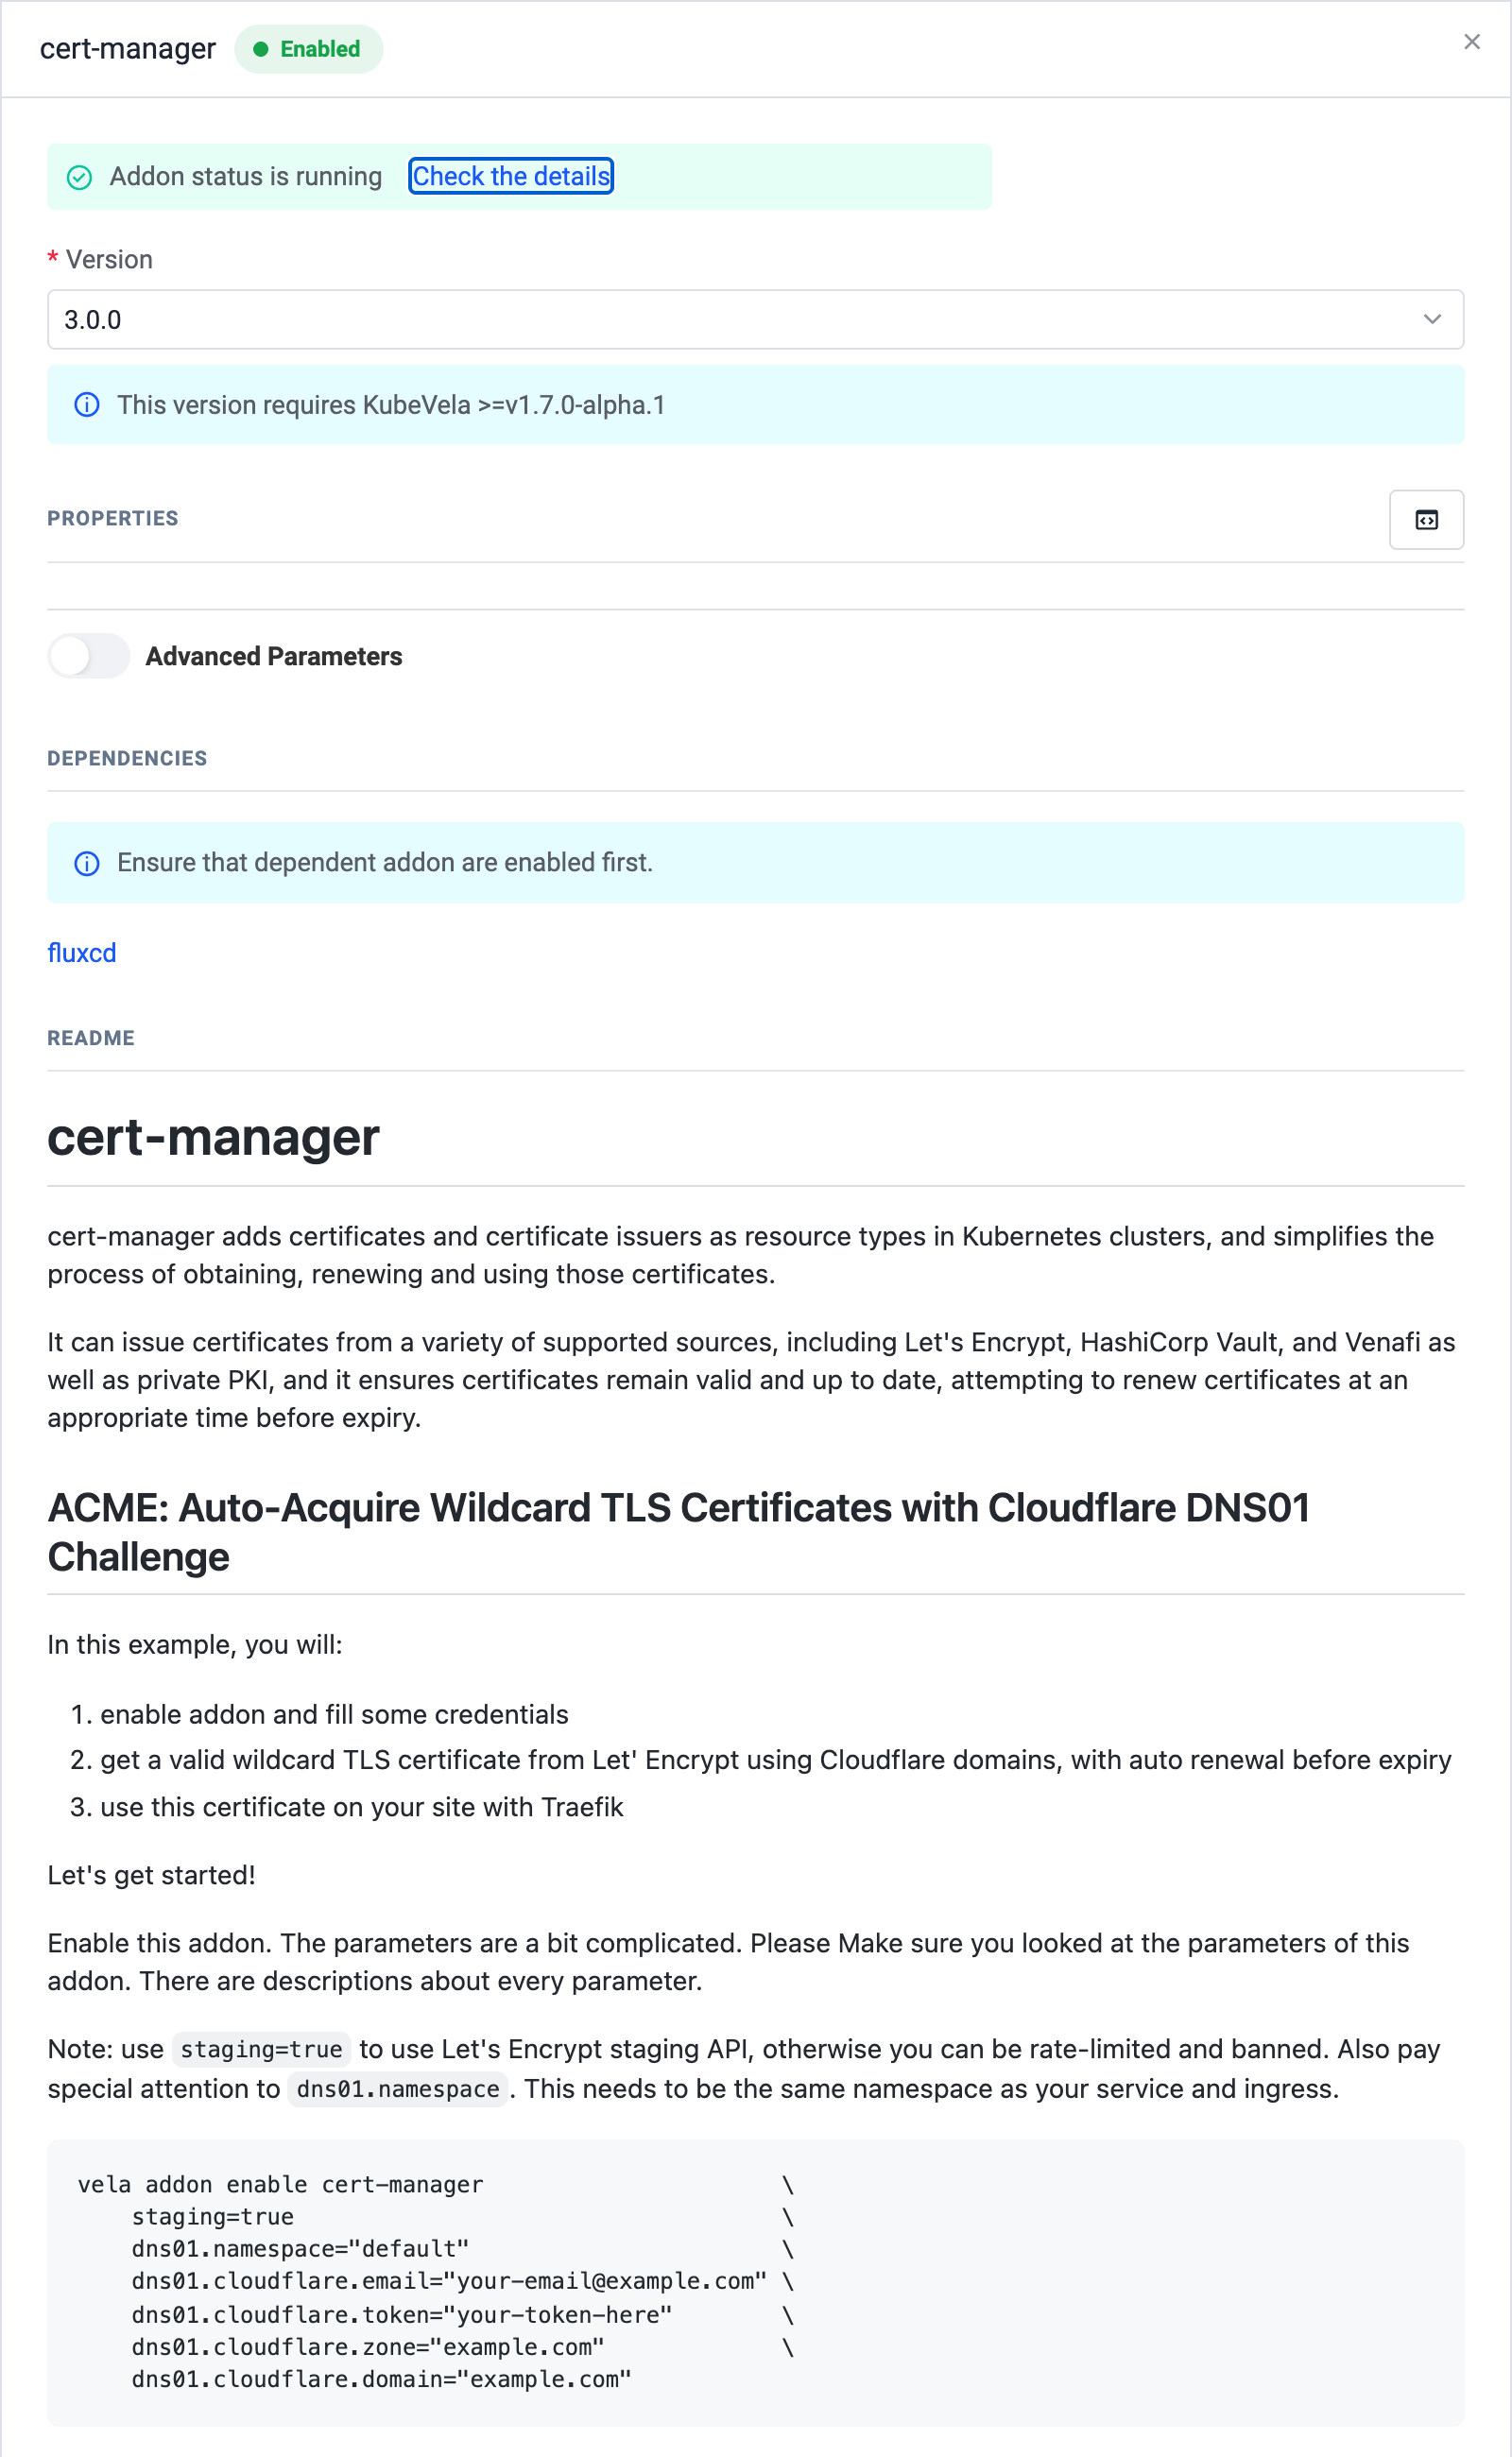 cert-manager Enabled
Addon status is running Check the details
* Version
3.0.0
This version requires KubeVela >=v1.7.0-alpha.1
PROPERTIES
Advanced Parameters
DEPENDENCIES
Ensure that dependent addon are enabled first.
fluxcd
README
cert-manager
cert-manager adds certificates and certificate issuers as resource types in Kubernetes clusters, and simplifies the
process of obtaining, renewing and using those certificates.
It can issue certificates from a variety of supported sources, including Let's Encrypt, HashiCorp Vault, and Venafi as
well as private PKI, and it ensures certificates remain valid and up to date, attempting to renew certificates at an
appropriate time before expiry.
ACME: Auto-Acquire Wildcard TLS Certificates with Cloudflare DNS01
Challenge
In this example, you will:
1. enable addon and fill some credentials
2. get a valid wildcard TLS certificate from Let' Encrypt using Cloudflare domains, with auto renewal before expiry
3. use this certificate on your site with Traefik
Let's get started!
Enable this addon. The parameters are a bit complicated. Please Make sure you looked at the parameters of this
addon. There are descriptions about every parameter.
Note: use staging=true to use Let's Encrypt staging API, otherwise you can be rate-limited and banned. Also pay
special attention to dns01.namespace. This needs to be the same namespace as your service and ingress.
vela addon enable cert-manager \
staging=true \
dns01.namespace="default" \
dns01.cloudflare.email="your-email@example.com" \
dns01.cloudflare.token="your-token-here" \
dns01.cloudflare.zone="example.com" \
dns01.cloudflare.domain="example.com"